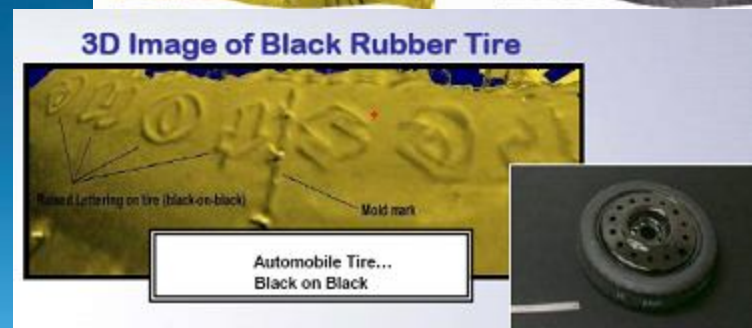 3D Image of Black Rubber Tire
Raised Lettering on tire (black-on-black)
Mold mark
Automobile Tire...
Black on Black